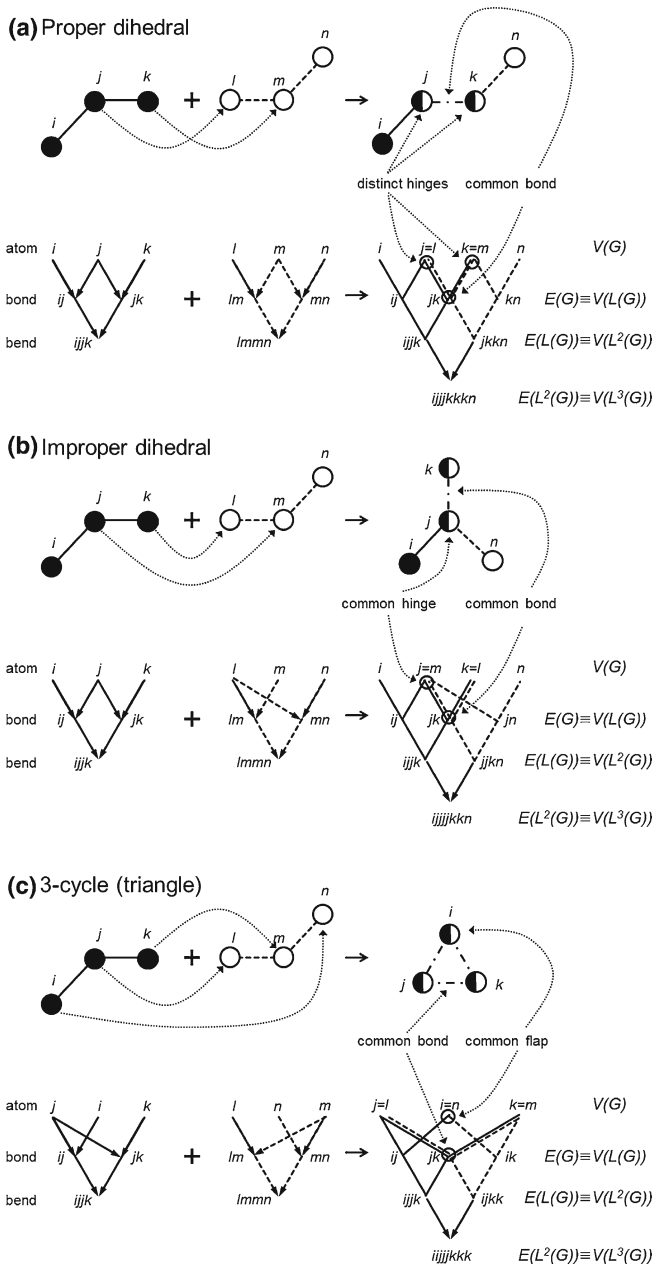 (a) Proper dihedral
i j k + l m n → i j k n
distinct hinges common bond
atom i j k l m n i j=l k=m n V(G)
bond ij jk + lm mn → ij jk kn E(G)≡V(L(G))
bend ijjk lmmn ijjk jkkn E(L(G))≡V(L²(G))
ijjjkkkn E(L²(G))≡V(L³(G))
(b) Improper dihedral
i j k + l m n → k j i n
common hinge common bond
atom i j k l m n i j=m k=l n V(G)
bond ij jk + lm mn → ij jk jn E(G)≡V(L(G))
bend ijjk lmmn ijjk jjkn E(L(G))≡V(L²(G))
ijjjjkkn E(L²(G))≡V(L³(G))
(c) 3-cycle (triangle)
i j k + l m n → i j k
common bond common flap
atom j i k l n m j=l i=n k=m V(G)
bond ij jk + lm mn → ij jk ik E(G)≡V(L(G))
bend ijjk lmmn ijjk ijkk E(L(G))≡V(L²(G))
iijjjkkk E(L²(G))≡V(L³(G))